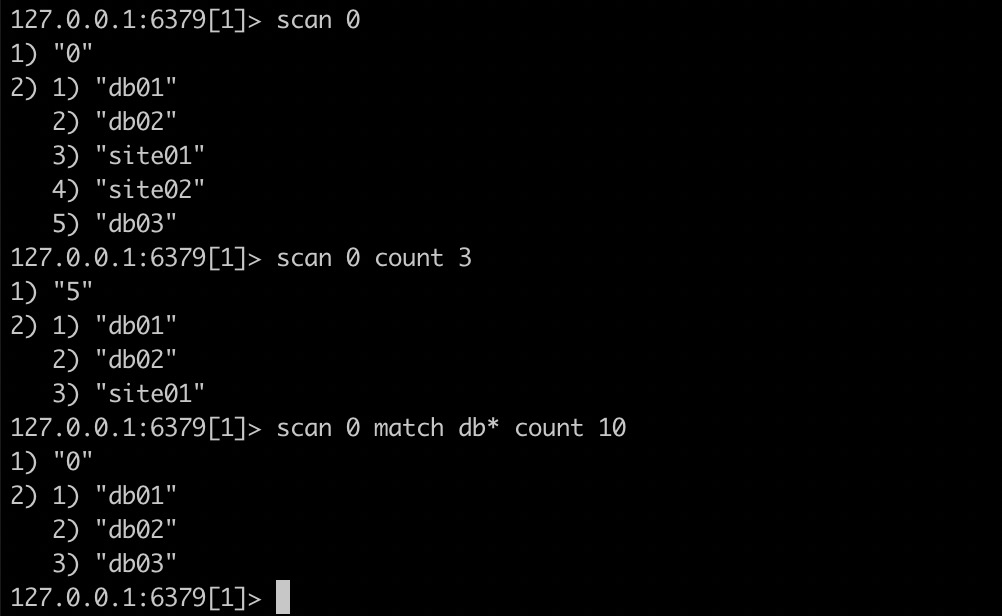 127.0.0.1:6379[1]> scan 0
1) "0"
2) 1) "db01"
   2) "db02"
   3) "site01"
   4) "site02"
   5) "db03"
127.0.0.1:6379[1]> scan 0 count 3
1) "5"
2) 1) "db01"
   2) "db02"
   3) "site01"
127.0.0.1:6379[1]> scan 0 match db* count 10
1) "0"
2) 1) "db01"
   2) "db02"
   3) "db03"
127.0.0.1:6379[1]>